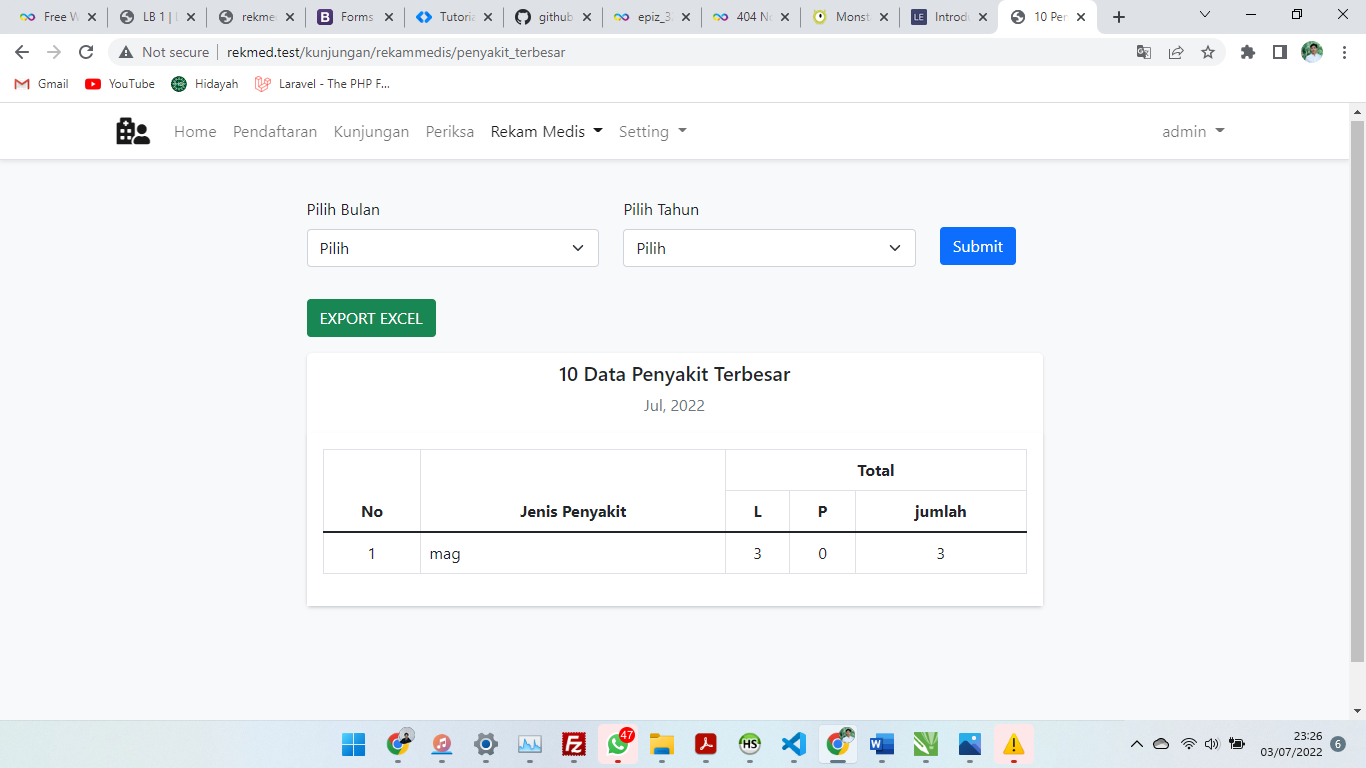 Free W
LB 1 |
rekme
Forms
Tutoria
github
epiz_3
404 No
Monst
Introdu
10 Per
Not secure
rekmed.test/kunjungan/rekammedis/penyakit_terbesar
Gmail
YouTube
Hidayah
Laravel - The PHP F...
Home
Pendaftaran
Kunjungan
Periksa
Rekam Medis
Setting
admin
Pilih Bulan
Pilih Tahun
Pilih
Pilih
Submit
EXPORT EXCEL
10 Data Penyakit Terbesar
Jul, 2022
No
Jenis Penyakit
Total
L
P
jumlah
1
mag
3
0
3
47
HS
23:26
03/07/2022
6